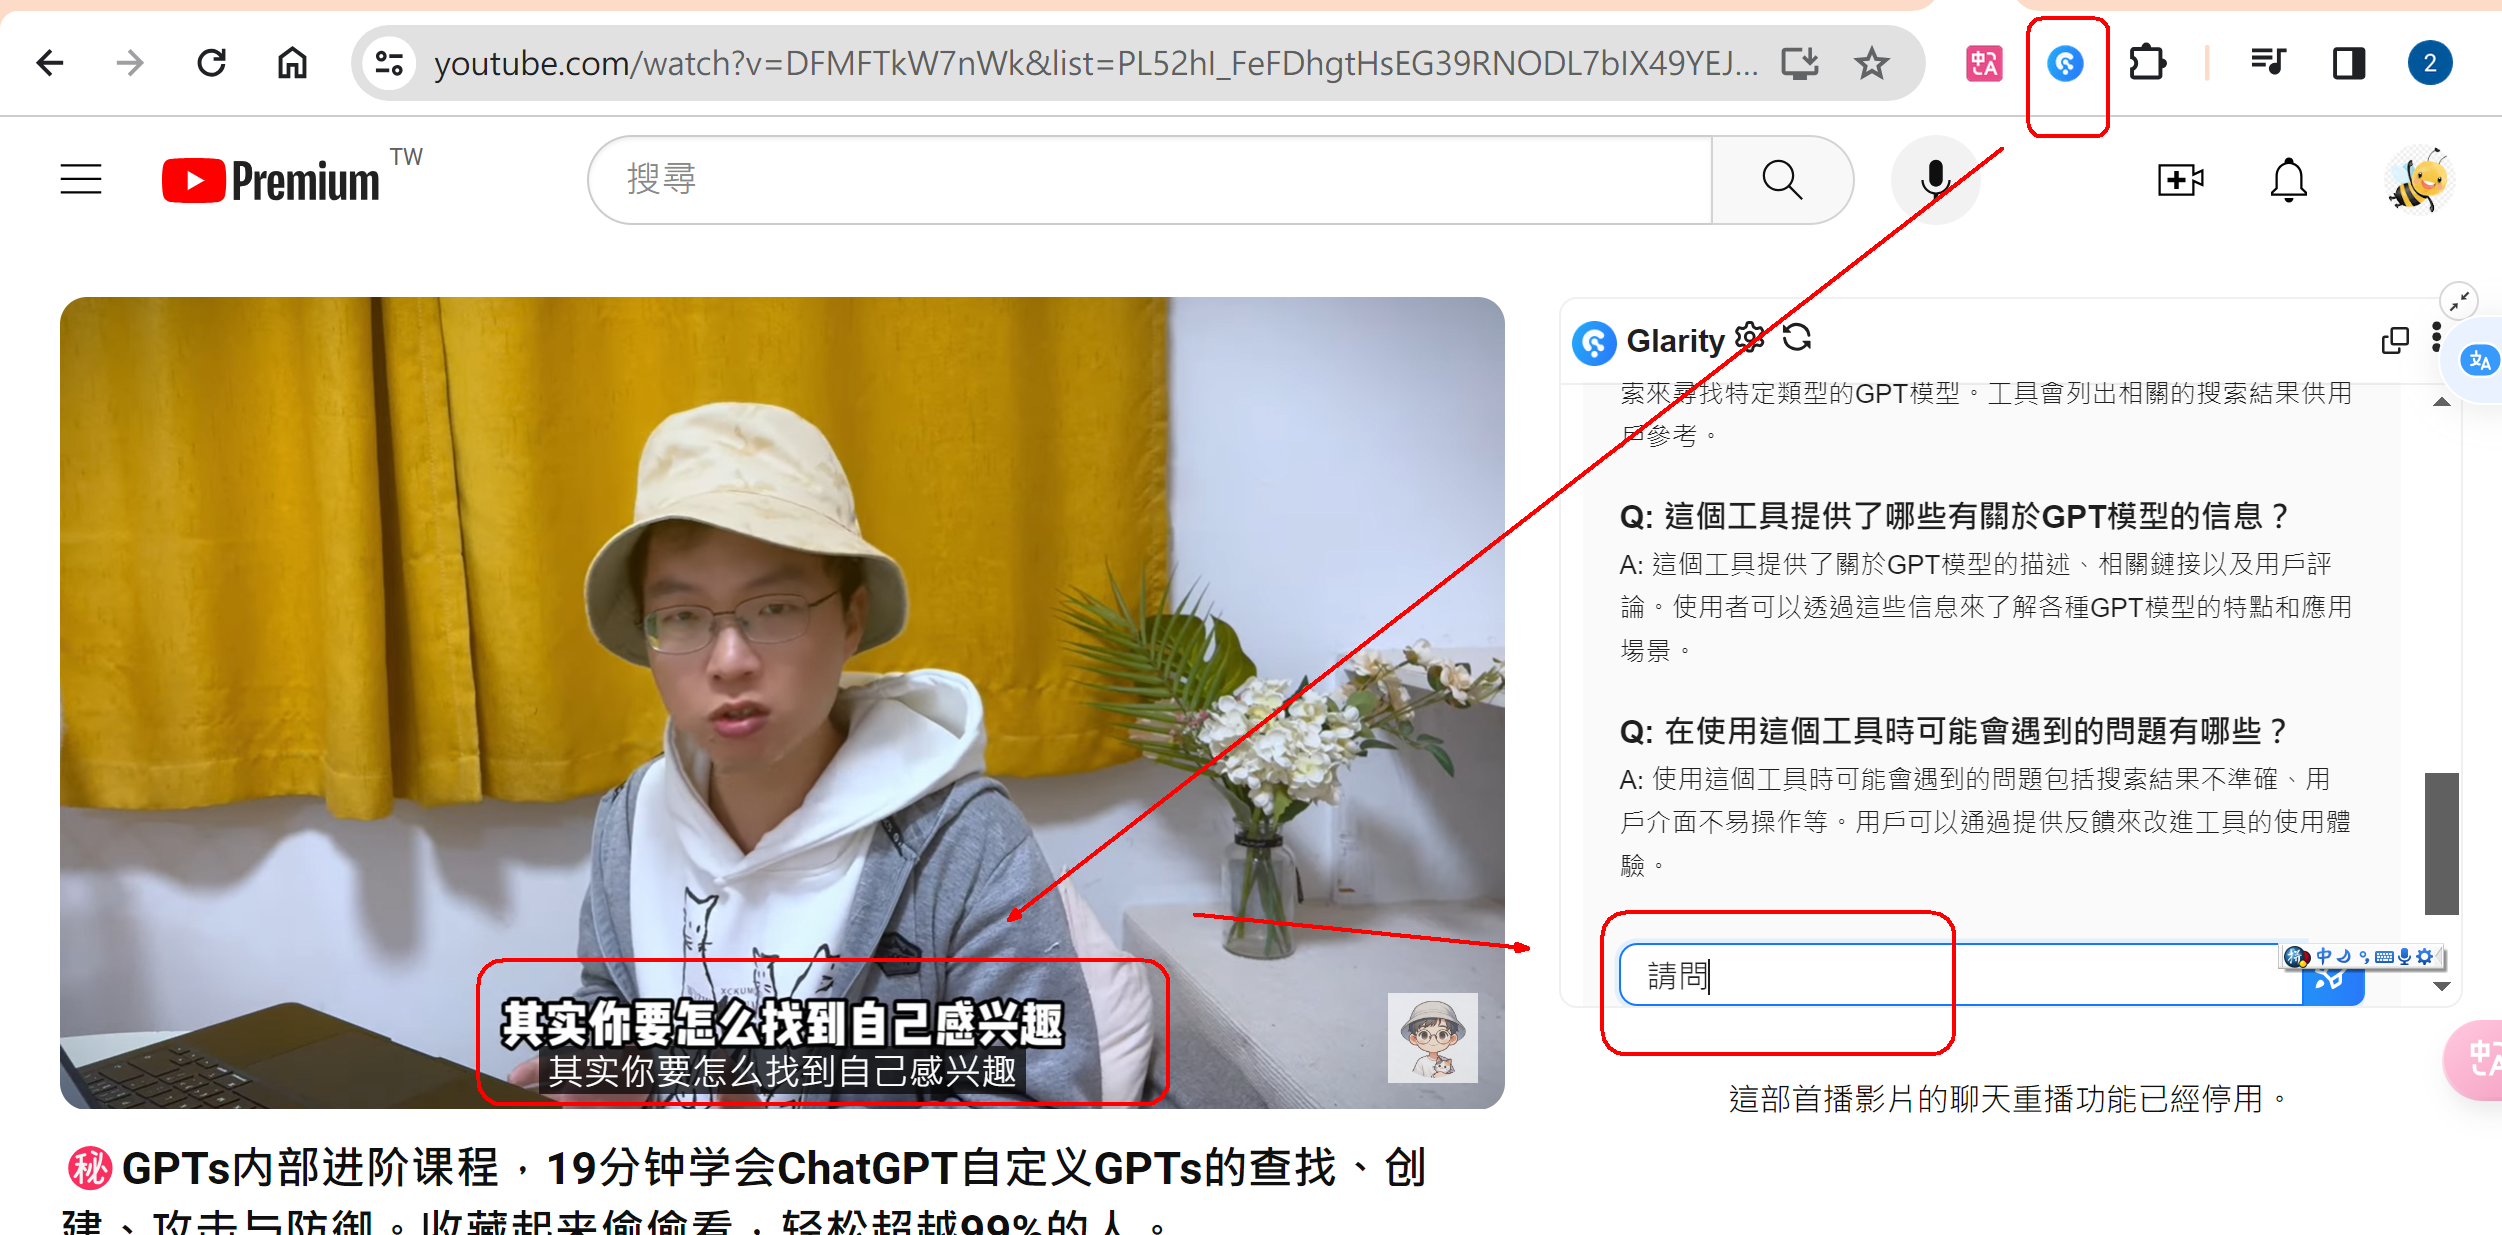 youtube.com/watch?v=DFMFTkW7nWk&list=PL52hI_FeFDhgtHsEG39RNODL7bIX49YEJ...
中A
2
Premium TW
搜尋
Glarity
文A
索來尋找特定類型的GPT模型。工具會列出相關的搜索結果供用
戶參考。
Q: 這個工具提供了哪些有關於GPT模型的信息？
A: 這個工具提供了關於GPT模型的描述、相關鏈接以及用戶評
論。使用者可以透過這些信息來了解各種GPT模型的特點和應用
場景。
Q: 在使用這個工具時可能會遇到的問題有哪些？
A: 使用這個工具時可能會遇到的問題包括搜索結果不準確、用
戶介面不易操作等。用戶可以通過提供反饋來改進工具的使用體
驗。
請問
中
XCKUM
其实你要怎么找到自己感兴趣
其实你要怎么找到自己感兴趣
這部首播影片的聊天重播功能已經停用。
中A
㊙GPTs内部进阶课程，19分钟学会ChatGPT自定义GPTs的查找、创
建、攻击与防御。收藏起来偷偷看，轻松超越99%的人。